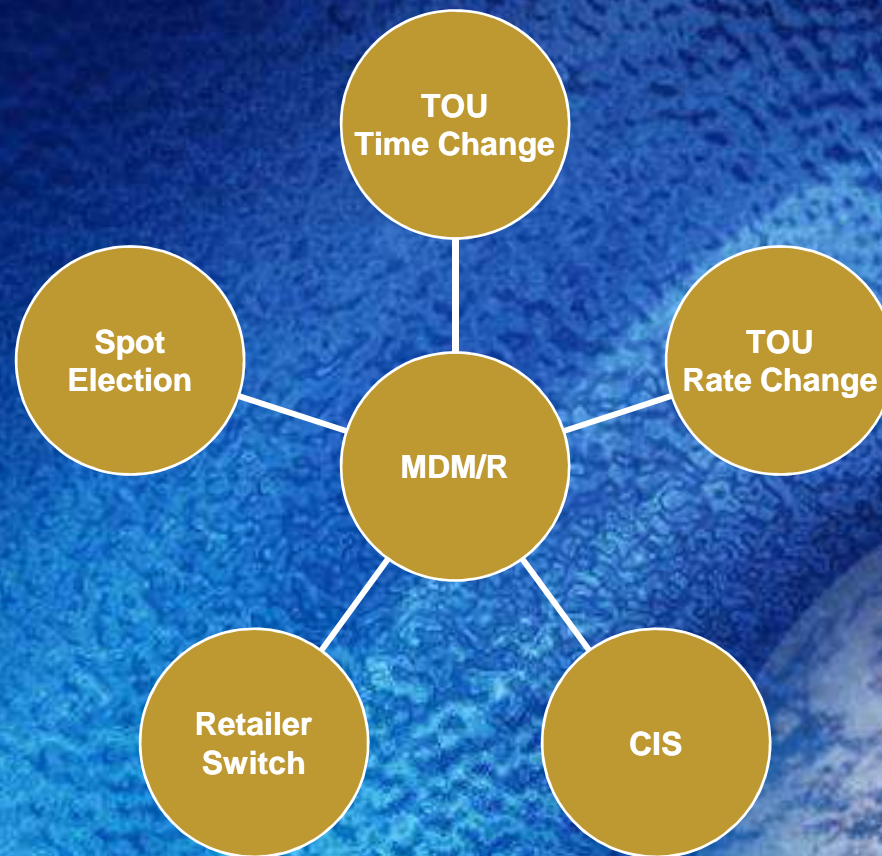 TOU
Time Change
Spot
Election
TOU
Rate Change
MDM/R
Retailer
Switch
CIS